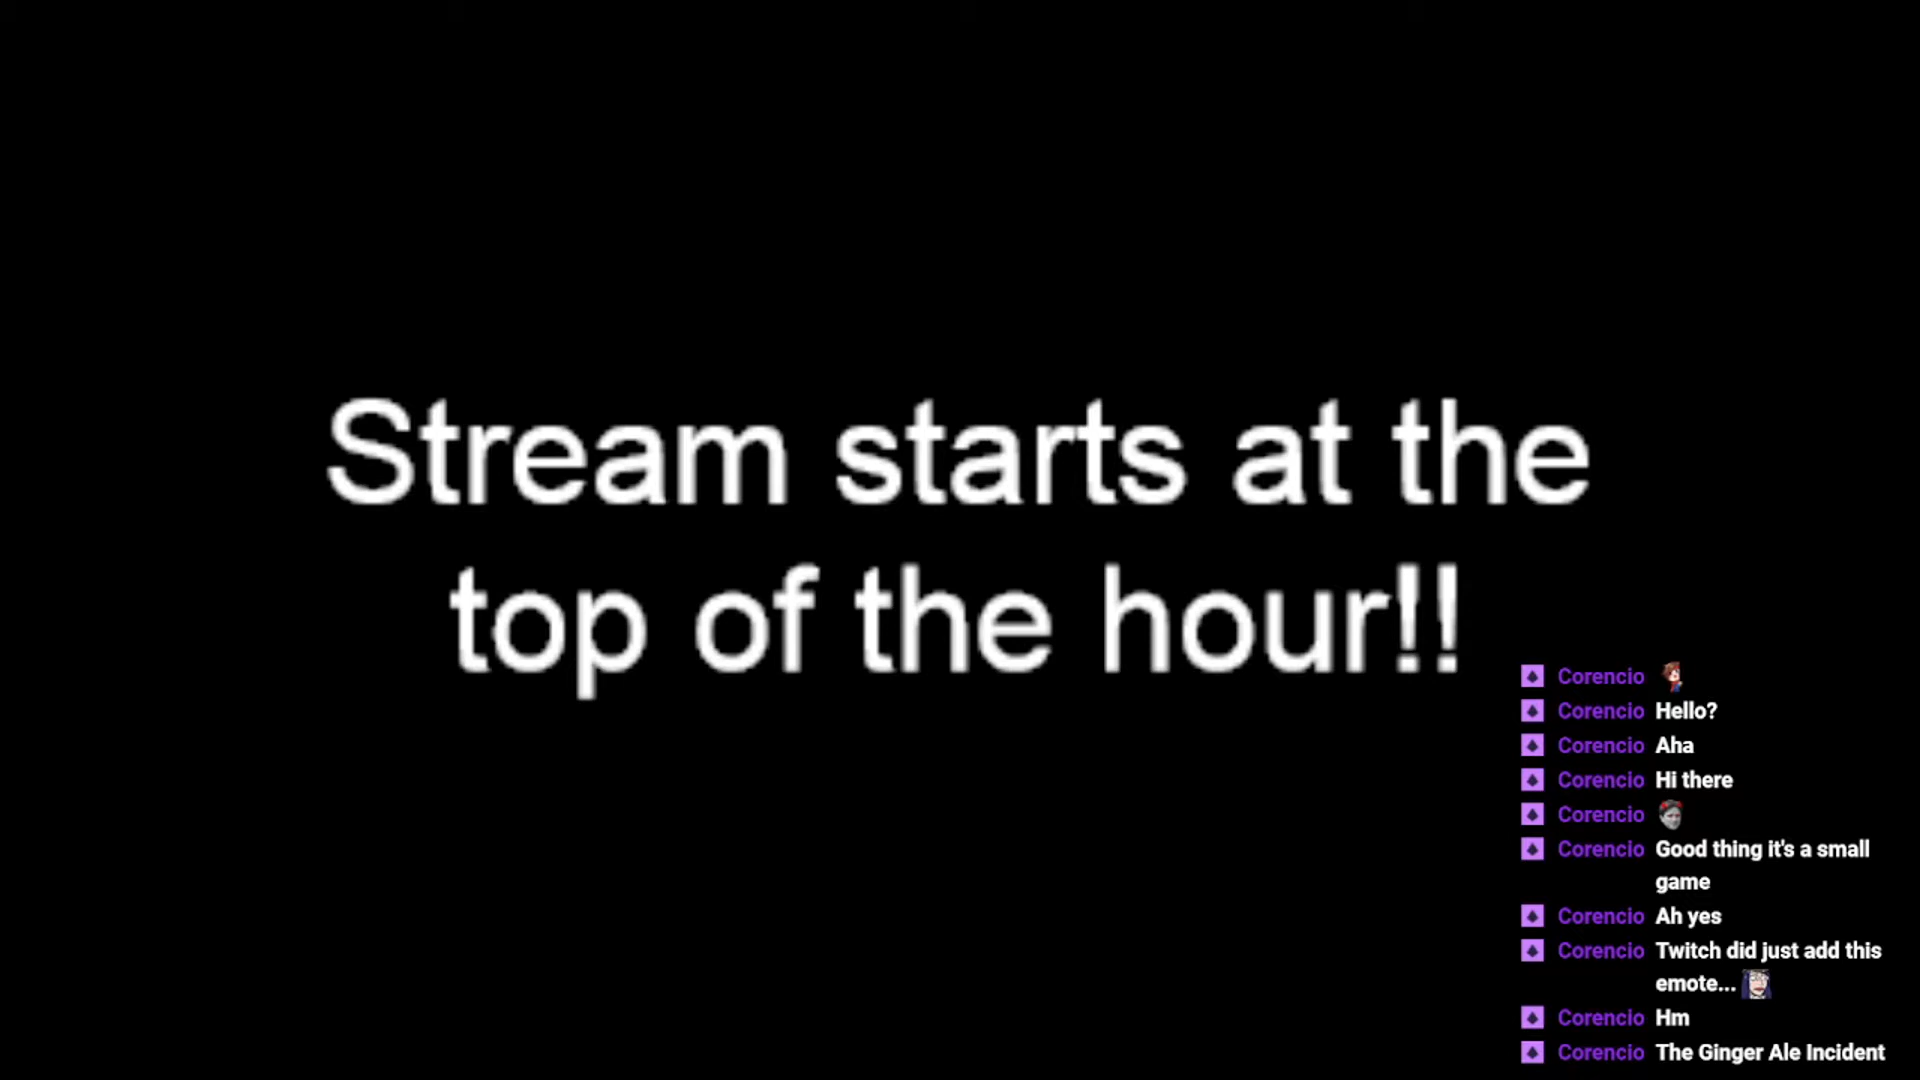 Stream starts at the
top of the hour!!
Corencio
Corencio Hello?
Corencio Aha
Corencio Hi there
Corencio
Corencio Good thing it's a small
game
Corencio Ah yes
Corencio Twitch did just add this
emote...
Corencio Hm
Corencio The Ginger Ale Incident